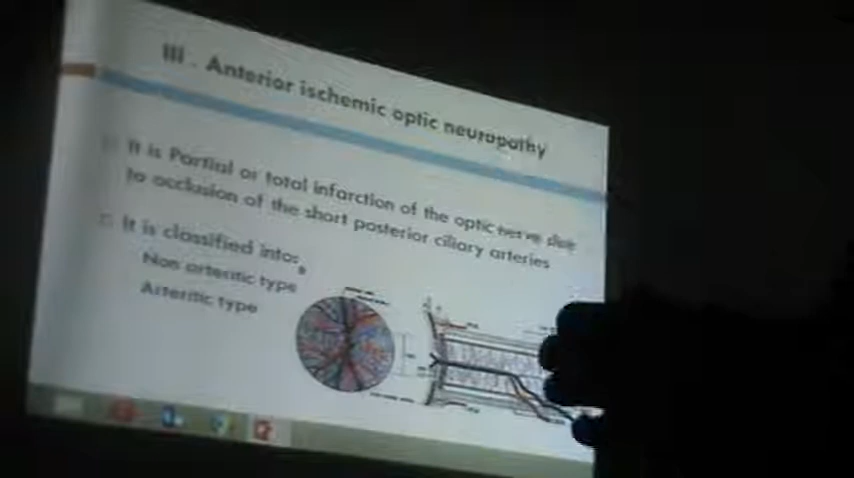 III . Anterior ischemic optic neuropathy
It is Partial or total infarction of the optic nerve due
to occlusion of the short posterior ciliary arteries
It is classified into:
Non arteritic type
Arteritic type